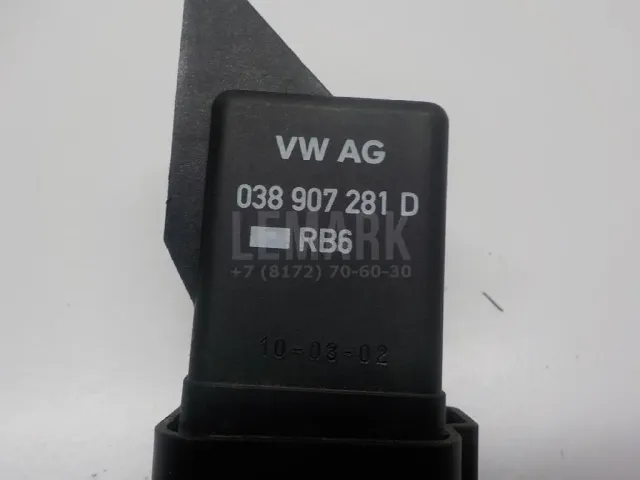 VW AG
038 907 281 D
RB6
LEMARK
+7 (8172) 70-60-30
10-03-02